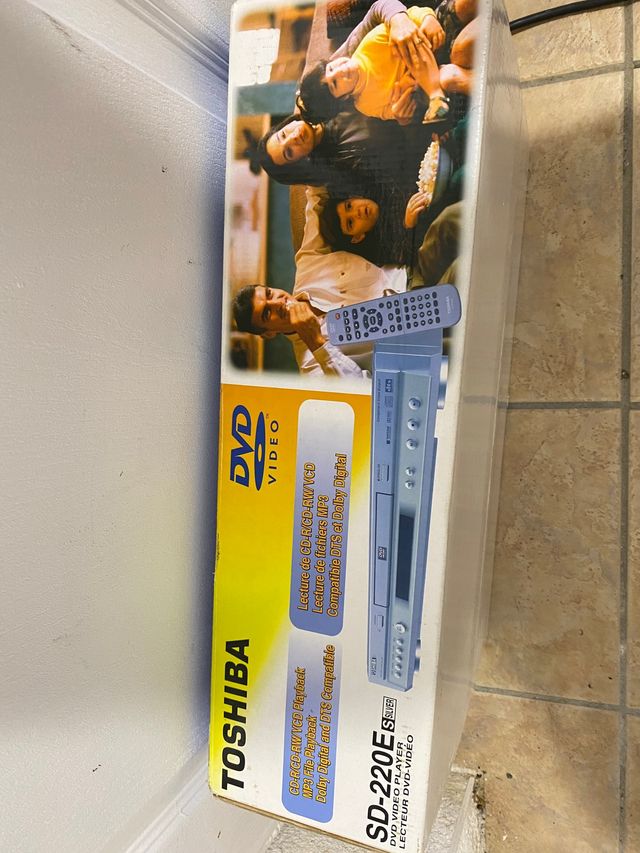 TOSHIBA
DVD
VIDEO
CD-R/CD-RW/VCD Playback
MP3 File Playback
Dolby Digital and DTS Compatible
Lecture de CD-R/CD-RW/VCD
Lecture de fichiers MP3
Compatible DTS et Dolby Digital
SD-220E S SILVER
DVD VIDEO PLAYER
LECTEUR DVD-VIDÉO